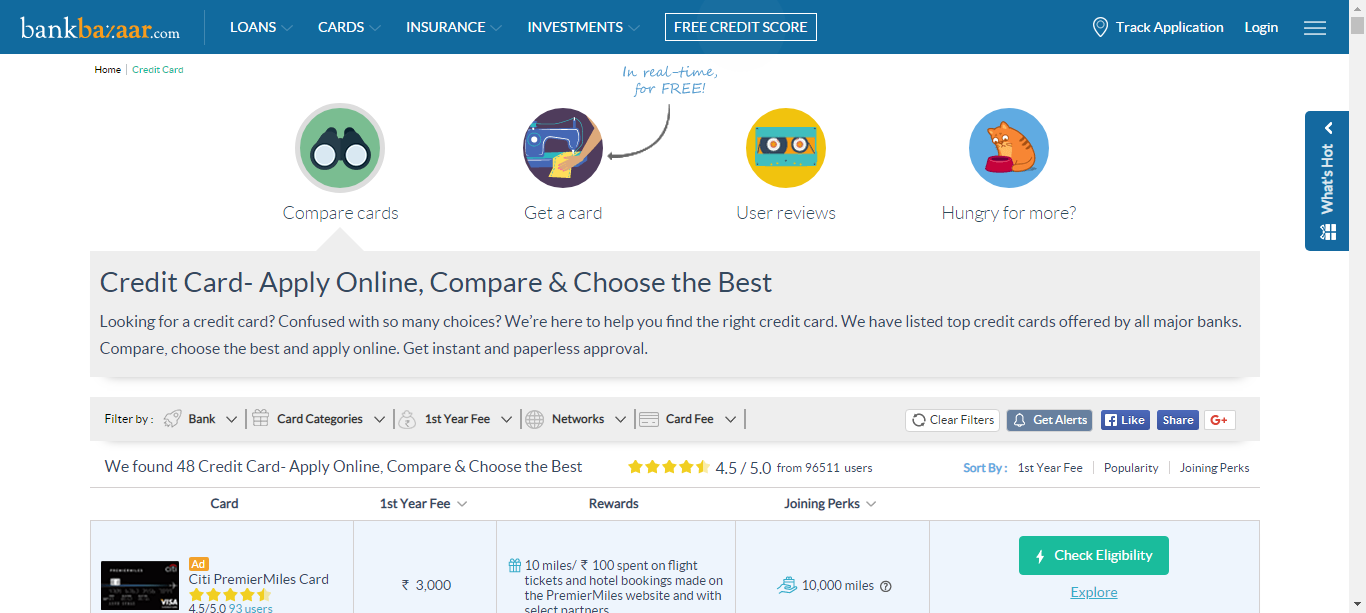 bankbazaar.com
LOANS
CARDS
INSURANCE
INVESTMENTS
FREE CREDIT SCORE
Track Application
Login
Home | Credit Card
In real-time,
for FREE!
Compare cards
Get a card
User reviews
Hungry for more?
What's Hot
Credit Card- Apply Online, Compare & Choose the Best
Looking for a credit card? Confused with so many choices? We're here to help you find the right credit card. We have listed top credit cards offered by all major banks.
Compare, choose the best and apply online. Get instant and paperless approval.
Filter by : Bank Card Categories 1st Year Fee Networks Card Fee
Clear Filters
Get Alerts
Like
Share
G+
We found 48 Credit Card- Apply Online, Compare & Choose the Best
4.5 / 5.0 from 96511 users
Sort By : 1st Year Fee | Popularity | Joining Perks
Card
1st Year Fee
Rewards
Joining Perks
PREMIERMILES
citi
VISA
Ad
Citi PremierMiles Card
4.5/5.0 93 users
₹ 3,000
10 miles/ ₹ 100 spent on flight
tickets and hotel bookings made on
the PremierMiles website and with
select partners
10,000 miles
Check Eligibility
Explore